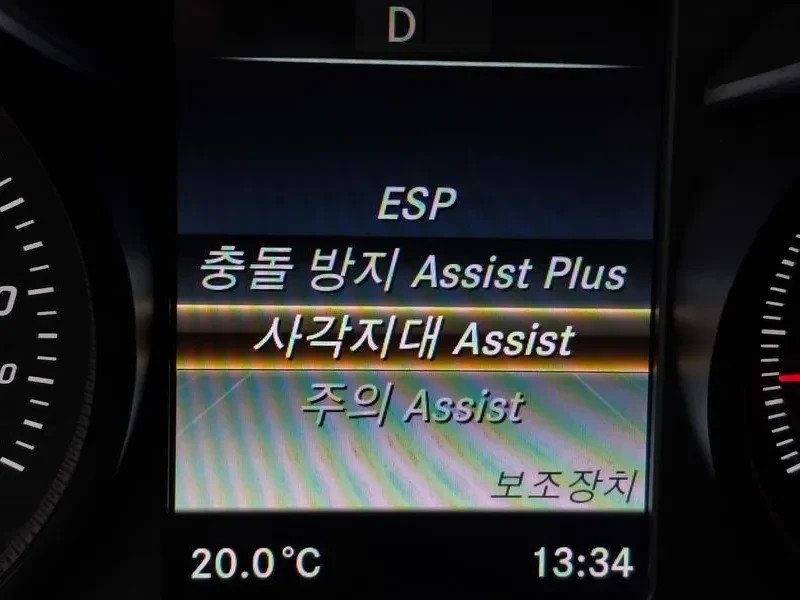 D
ESP
충돌 방지 Assist Plus
사각지대 Assist
주의 Assist
보조장치
20.0°C 13:34